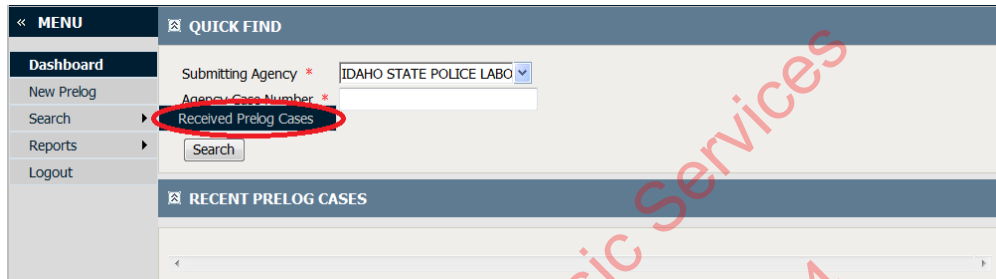 « MENU
Dashboard
New Prelog
Search
Reports
Logout
QUICK FIND
Submitting Agency * IDAHO STATE POLICE LABO
Agency Case Number *
Received Prelog Cases
Search
RECENT PRELOG CASES
Services